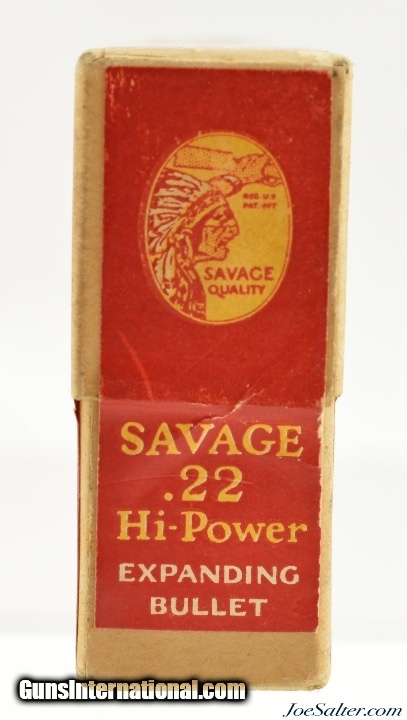 REG. U.S.
PAT. OFF.
SAVAGE
QUALITY
SAVAGE
.22
Hi-Power
EXPANDING
BULLET
GunsInternational.com
JoeSalter.com